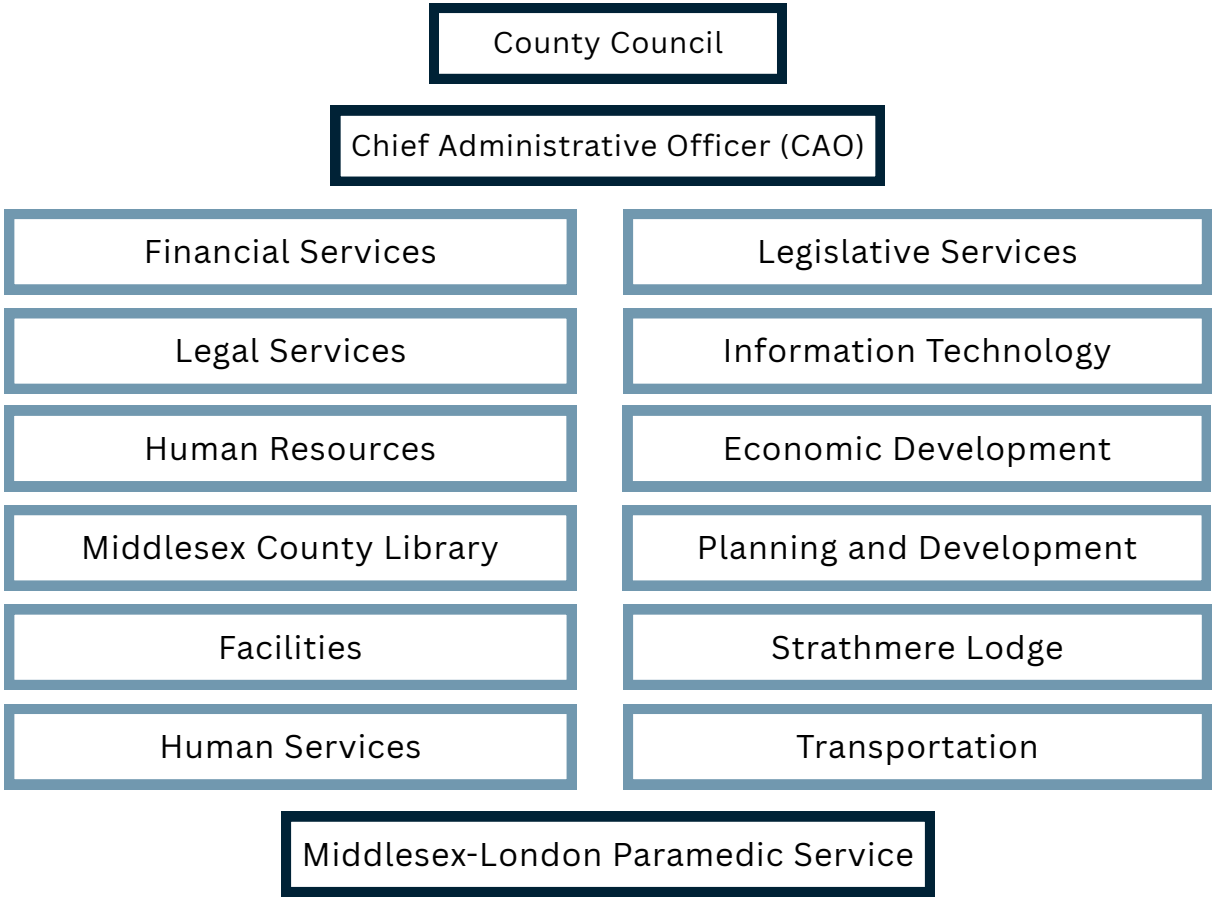 County Council
Chief Administrative Officer (CAO)
Financial Services
Legislative Services
Legal Services
Information Technology
Human Resources
Economic Development
Middlesex County Library
Planning and Development
Facilities
Strathmere Lodge
Human Services
Transportation
Middlesex-London Paramedic Service